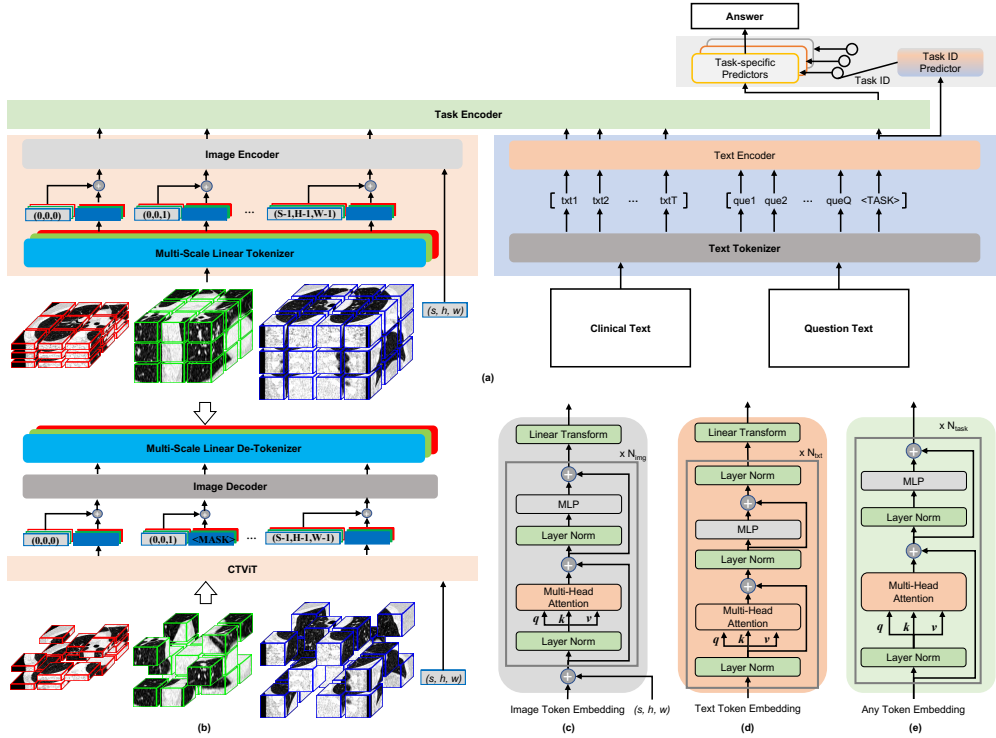 Answer
Task-specific
Predictors
Task ID
Predictor
Task ID
Task Encoder
Image Encoder
Text Encoder
(0,0,0)
(0,0,1)
...
(S-1,H-1,W-1)
[ txt1 txt2 ... txtT ] [ que1 que2 ... queQ <TASK> ]
Multi-Scale Linear Tokenizer
Text Tokenizer
(s, h, w)
Clinical Text
Question Text
(a)
Multi-Scale Linear De-Tokenizer
Image Decoder
(0,0,0)
(0,0,1)
<MASK>
...
(S-1,H-1,W-1)
CTViT
(s, h, w)
(b)
Linear Transform
x Nimg
MLP
Layer Norm
Multi-Head
Attention
q k v
Layer Norm
Image Token Embedding
(s, h, w)
(c)
Linear Transform
x Ntxt
Layer Norm
MLP
Layer Norm
Multi-Head
Attention
q k v
Layer Norm
Text Token Embedding
(d)
x Ntask
MLP
Layer Norm
Multi-Head
Attention
q k v
Layer Norm
Any Token Embedding
(e)